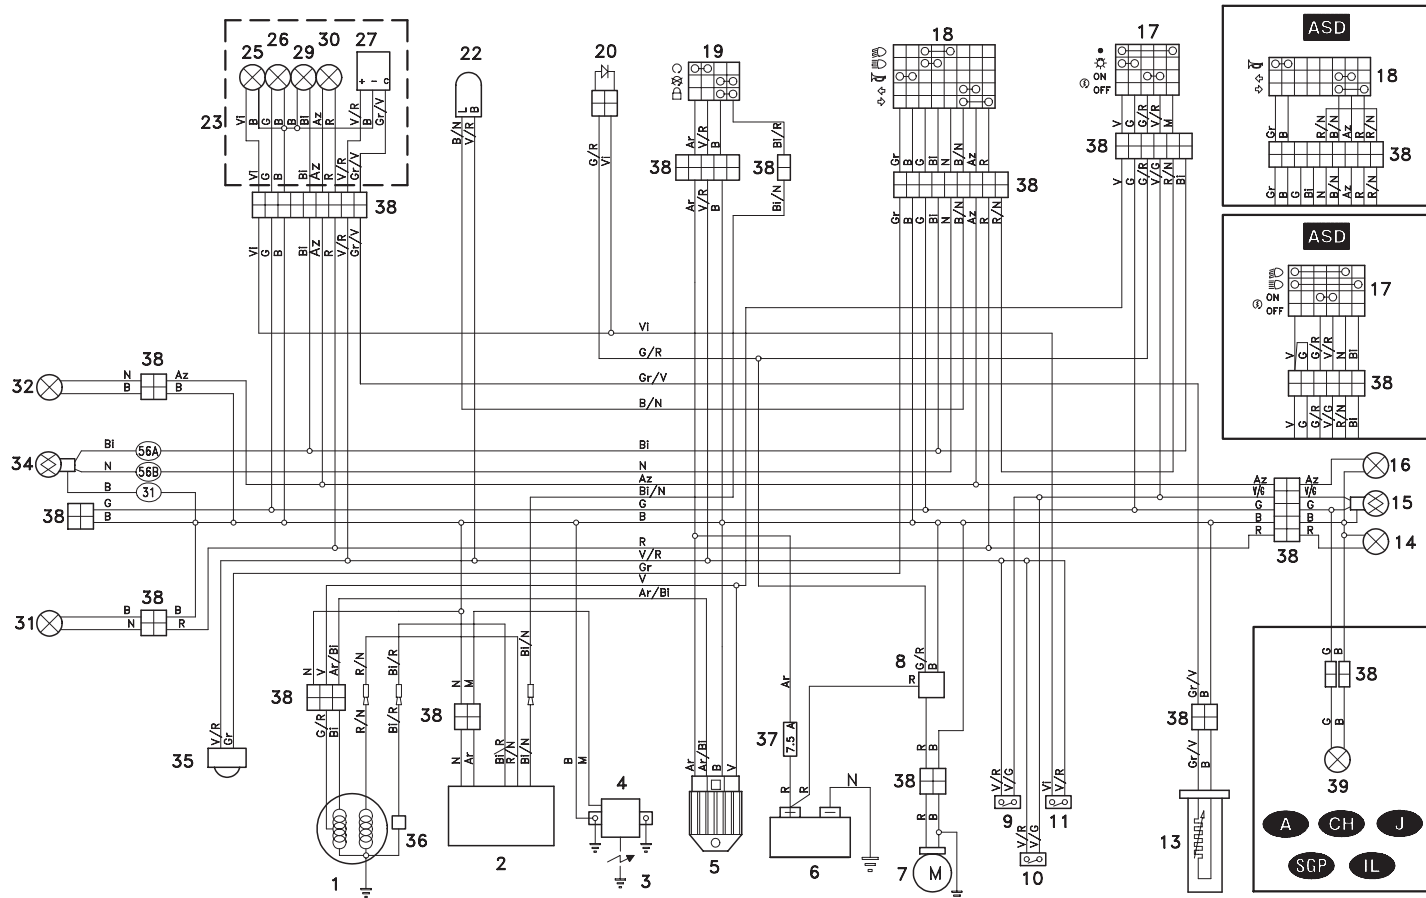 25 26 29 30 27
+ - C
23
Vi B G B B Bi Az R V/R B Gr/V
Vi G B Bi Az R V/R Gr/V
38
Vi G B Bi Az R V/R Gr/V
22
L B
B/N V/R
20
G/R Vi
19
Ar V/R B Bi/R
38 38
Ar V/R B Bi/N
18
Gr B G Bi N B/N Az R
38
Gr B G Bi N B/N Az R R/N
17
ON
OFF
V G G/R V/R M
38
V G G/R V/G R/N Bi
ASD
18
Gr B R/N B/N Az R R/N
38
Gr B G Bi N B/N Az R R/N
ASD
17
ON
OFF
V G G/R V/R N Bi
38
V G G/R V/G R/N Bi
Vi
G/R
Gr/V
B/N
Bi
N
Az
Bi/N
G
B
R
V/R
Gr
V
Ar/Bi
32
N 38 Az
B B
34
Bi 56A
N 56B
B 31
38 G
B
31
B 38 B
N R
Az Az 16
V/G V/G
G G 15
B B
R R 14
38
N V Ar/Bi R/N Bi/R
38
G/R Bi R/N Bi/R
35
V/R Gr
1
36
N M Bi/N
38
N Ar Bi/R R/N Bi/N
2
B M
4
3
Ar Ar/Bi B V
5
Ar
37 7.5 A
R R N
6
8
G/R B
R
R B
38
R B
7 M
V/R V/G
9
V/R V/G
10
Vi V/R
11
Gr/V B
38
Gr/V B
13
G B
38
G B
39
A CH J
SGP IL